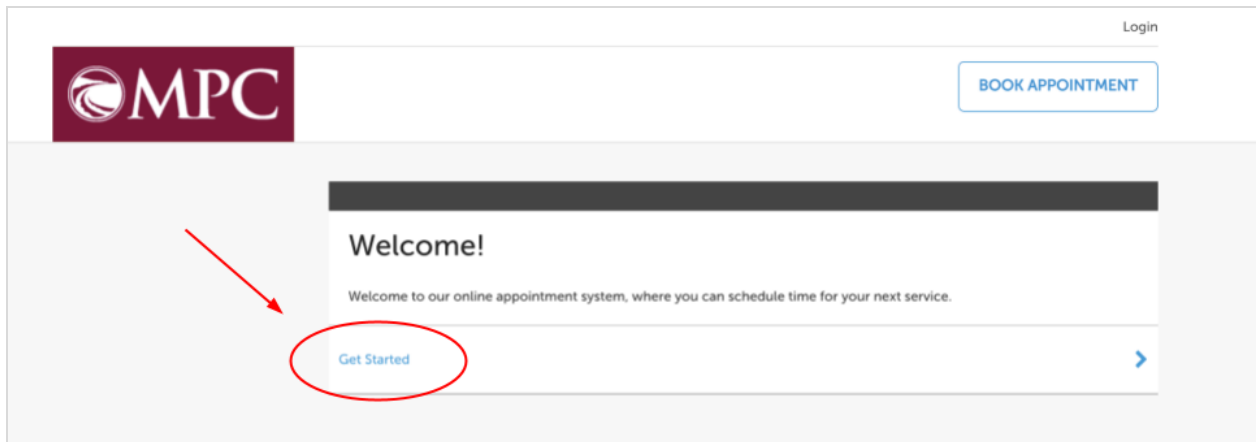 Login
MPC
BOOK APPOINTMENT
Welcome!
Welcome to our online appointment system, where you can schedule time for your next service.
Get Started